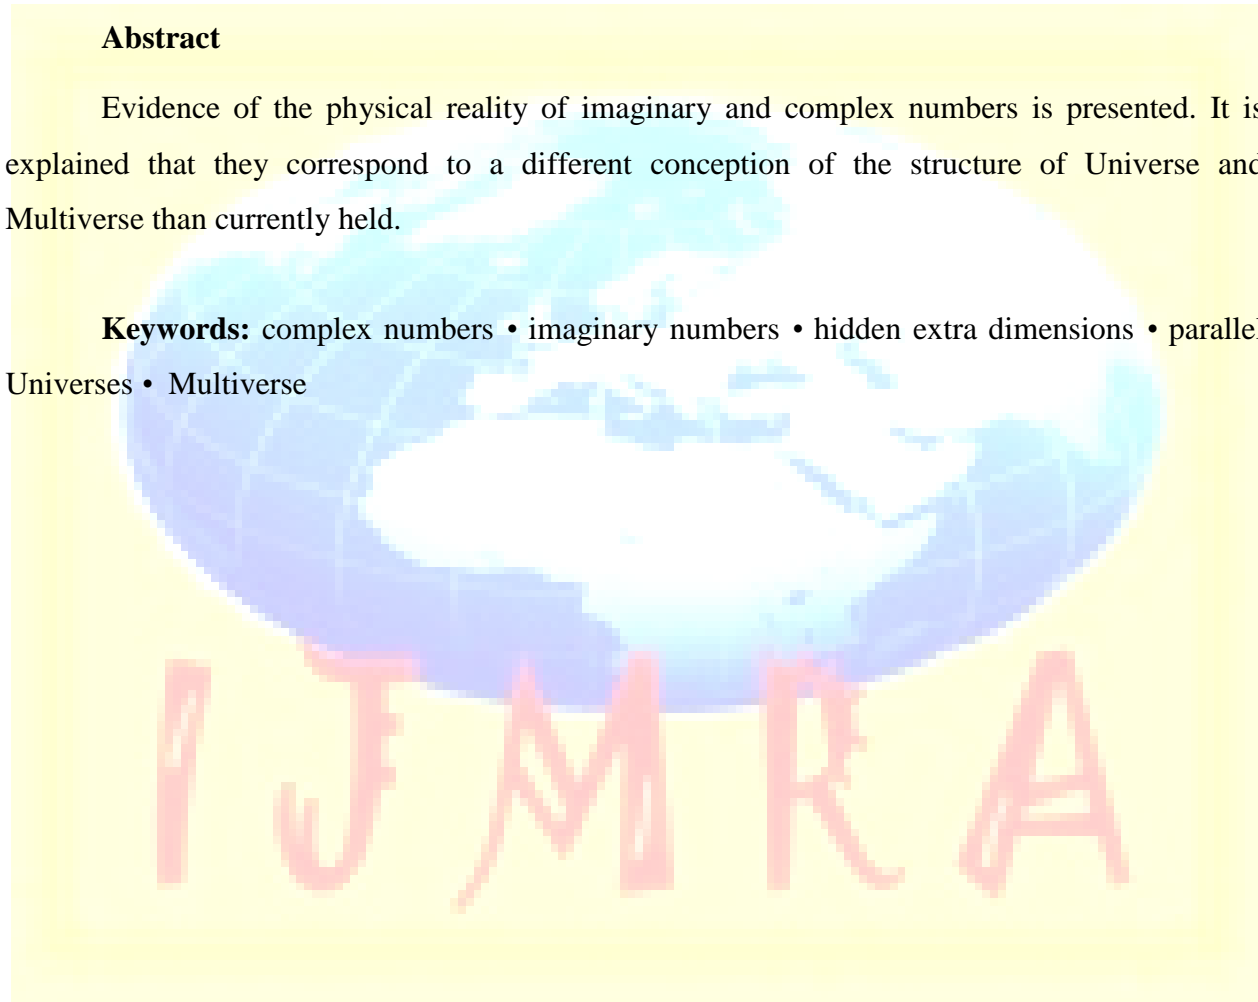 Abstract
Evidence of the physical reality of imaginary and complex numbers is presented. It is
explained that they correspond to a different conception of the structure of Universe and
Multiverse than currently held.
Keywords: complex numbers • imaginary numbers • hidden extra dimensions • parallel
Universes • Multiverse
IJMRA